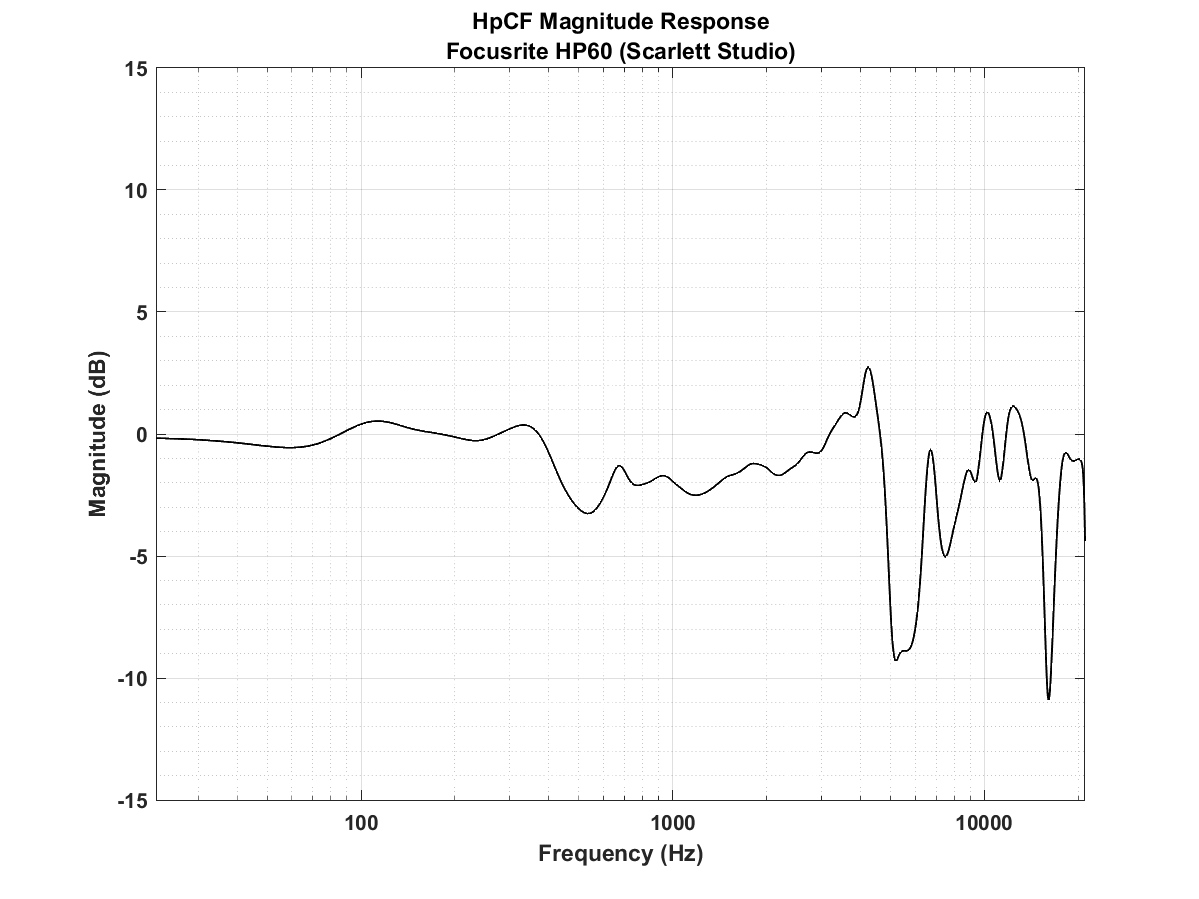 HpCF Magnitude Response
Focusrite HP60 (Scarlett Studio)
15
10
5
0
-5
-10
-15
Magnitude (dB)
100
1000
10000
Frequency (Hz)